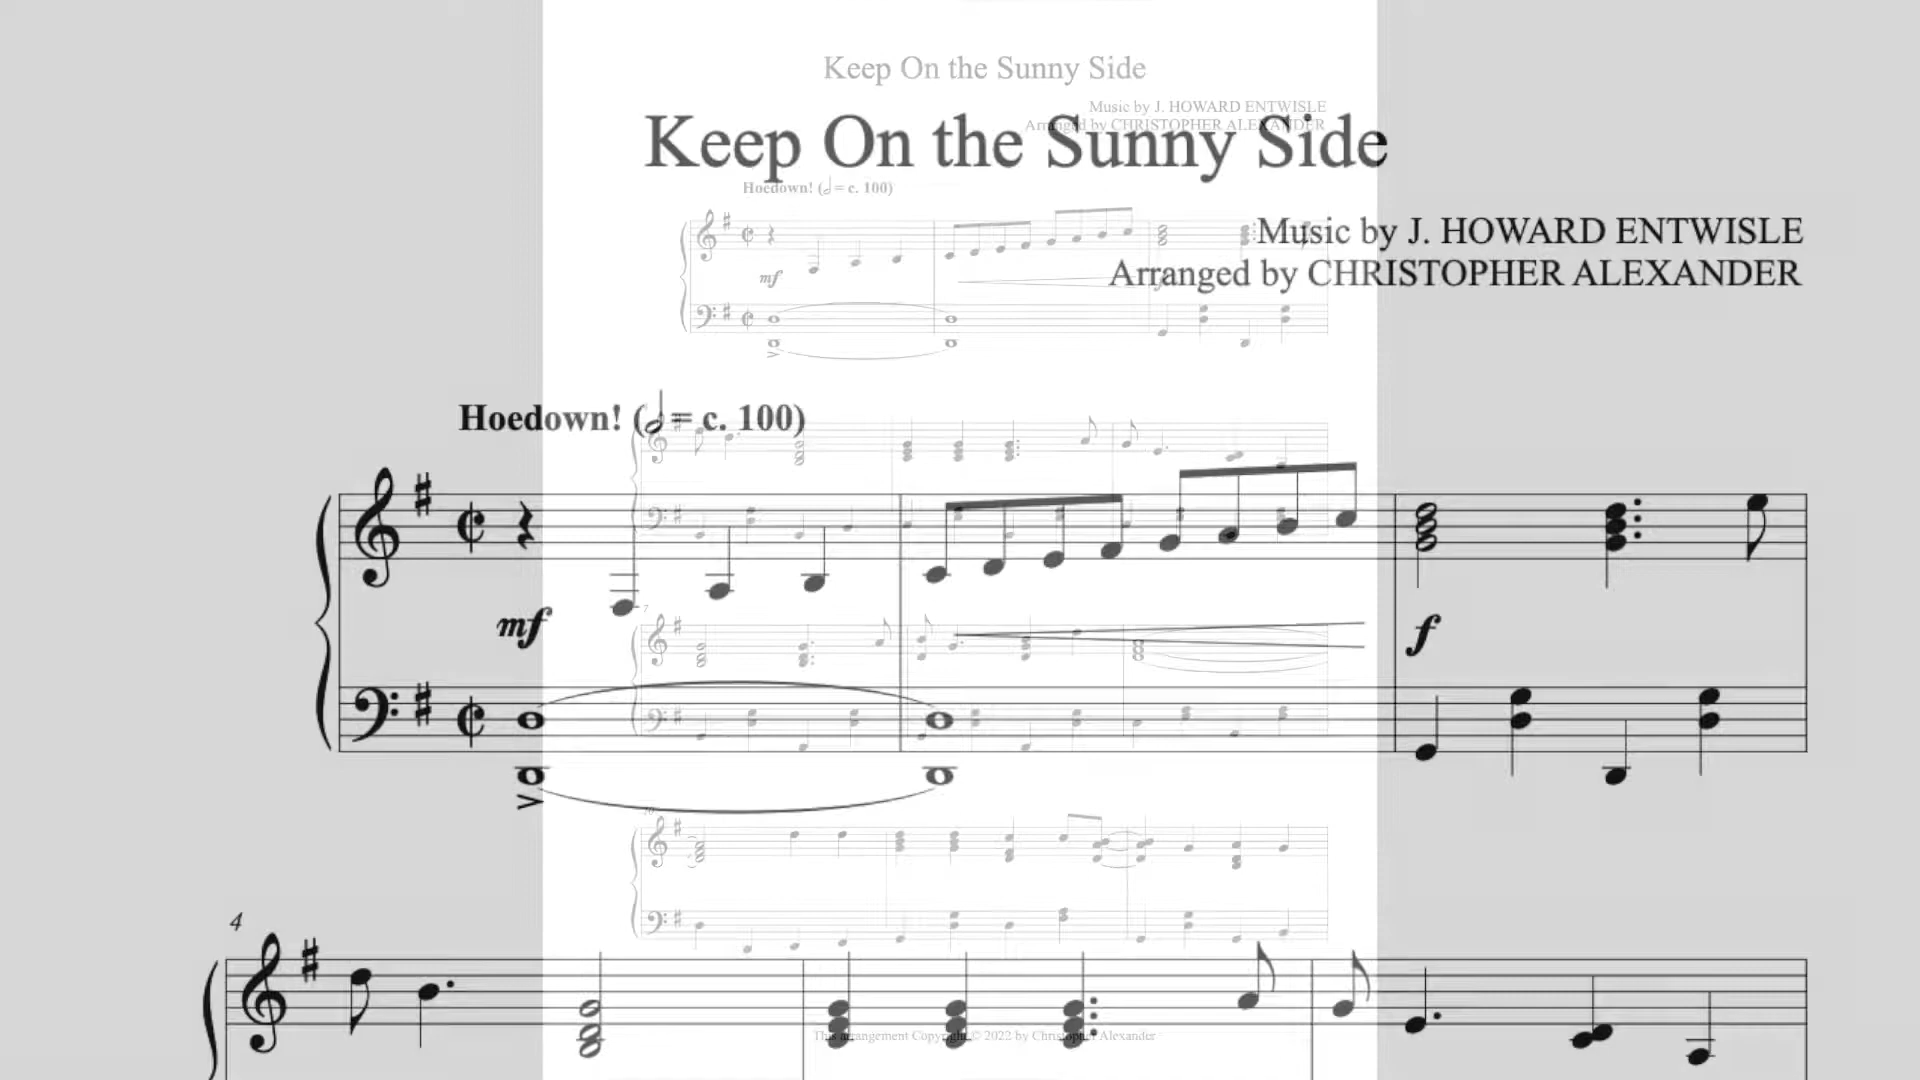 Keep On the Sunny Side
Music by J. HOWARD ENTWISLE
Arranged by CHRISTOPHER ALEXANDER
Keep On the Sunny Side
Hoedown! (𝅗𝅥 = c. 100)
Music by J. HOWARD ENTWISLE
Arranged by CHRISTOPHER ALEXANDER
mf
Hoedown! (𝅗𝅥 = c. 100)
mf
f
7
10
4
This arrangement Copyright © 2022 by Christopher Alexander